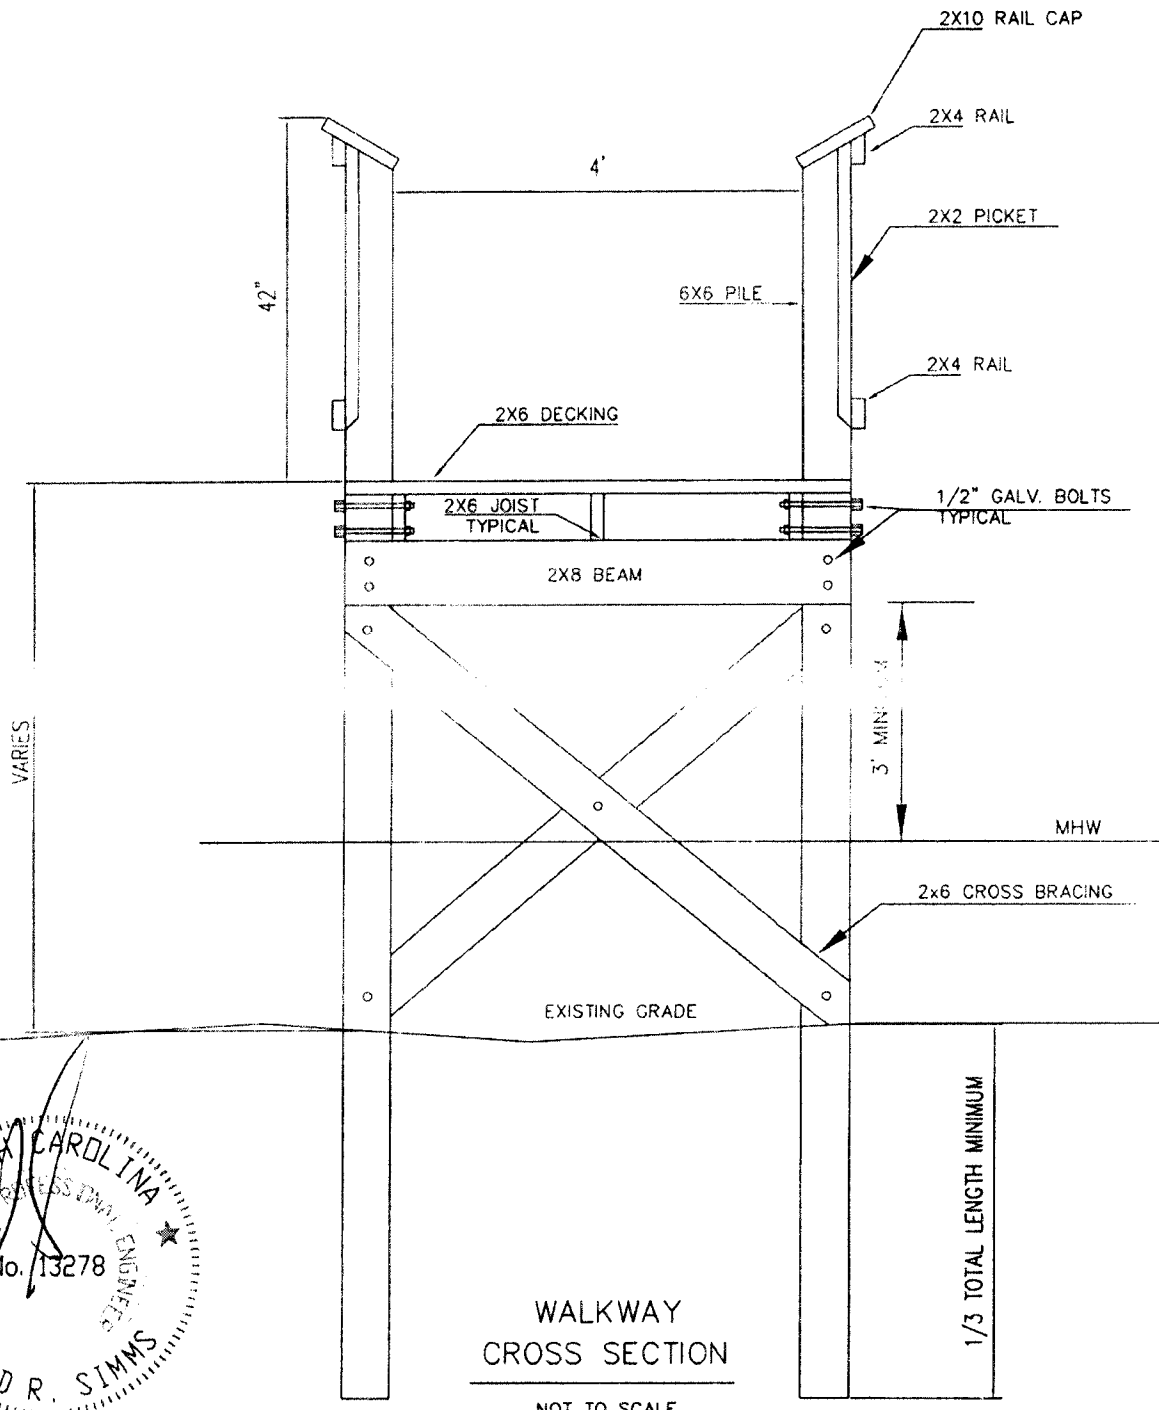 2X10 RAIL CAP
2X4 RAIL
4'
2X2 PICKET
42"
6X6 PILE
2X4 RAIL
2X6 DECKING
2X6 JOIST
TYPICAL
1/2" GALV. BOLTS
TYPICAL
2X8 BEAM
VARIES
3'
MHW
2x6 CROSS BRACING
EXISTING GRADE
1/3 TOTAL LENGTH MINIMUM
CAROLINA
ENGINEER
13278
R. SIMMS
WALKWAY
CROSS SECTION
NOT TO SCALE